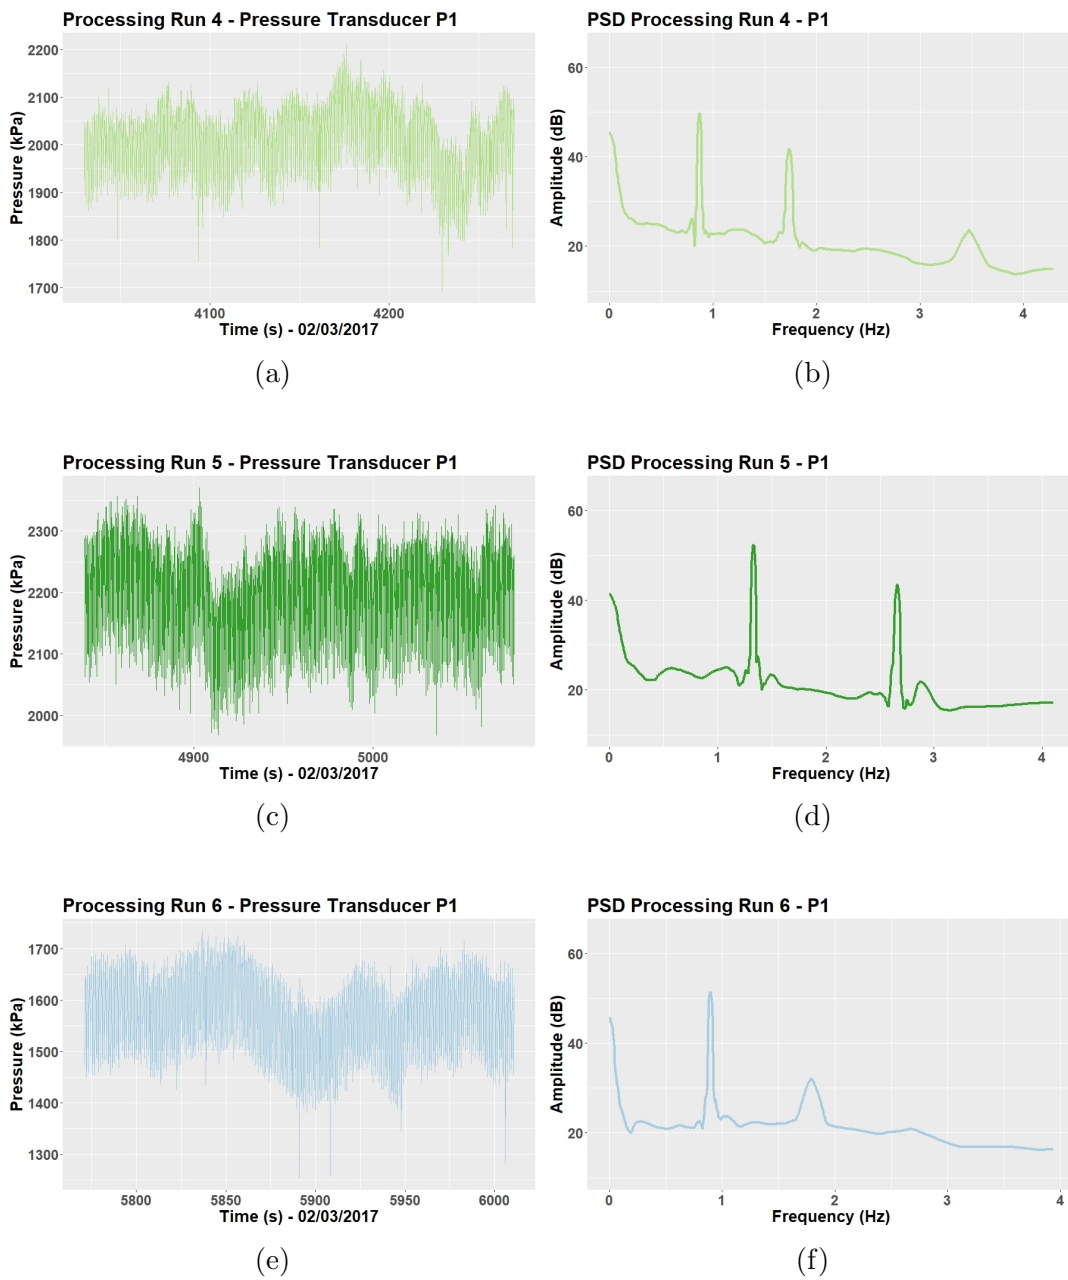 Processing Run 4 - Pressure Transducer P1
Pressure (kPa)
2200
2100
2000
1900
1800
1700
4100 4200
Time (s) - 02/03/2017
(a)
PSD Processing Run 4 - P1
Amplitude (dB)
60
40
20
0 1 2 3 4
Frequency (Hz)
(b)
Processing Run 5 - Pressure Transducer P1
Pressure (kPa)
2300
2200
2100
2000
4900 5000
Time (s) - 02/03/2017
(c)
PSD Processing Run 5 - P1
Amplitude (dB)
60
40
20
0 1 2 3 4
Frequency (Hz)
(d)
Processing Run 6 - Pressure Transducer P1
Pressure (kPa)
1700
1600
1500
1400
1300
5800 5850 5900 5950 6000
Time (s) - 02/03/2017
(e)
PSD Processing Run 6 - P1
Amplitude (dB)
60
40
20
0 1 2 3 4
Frequency (Hz)
(f)